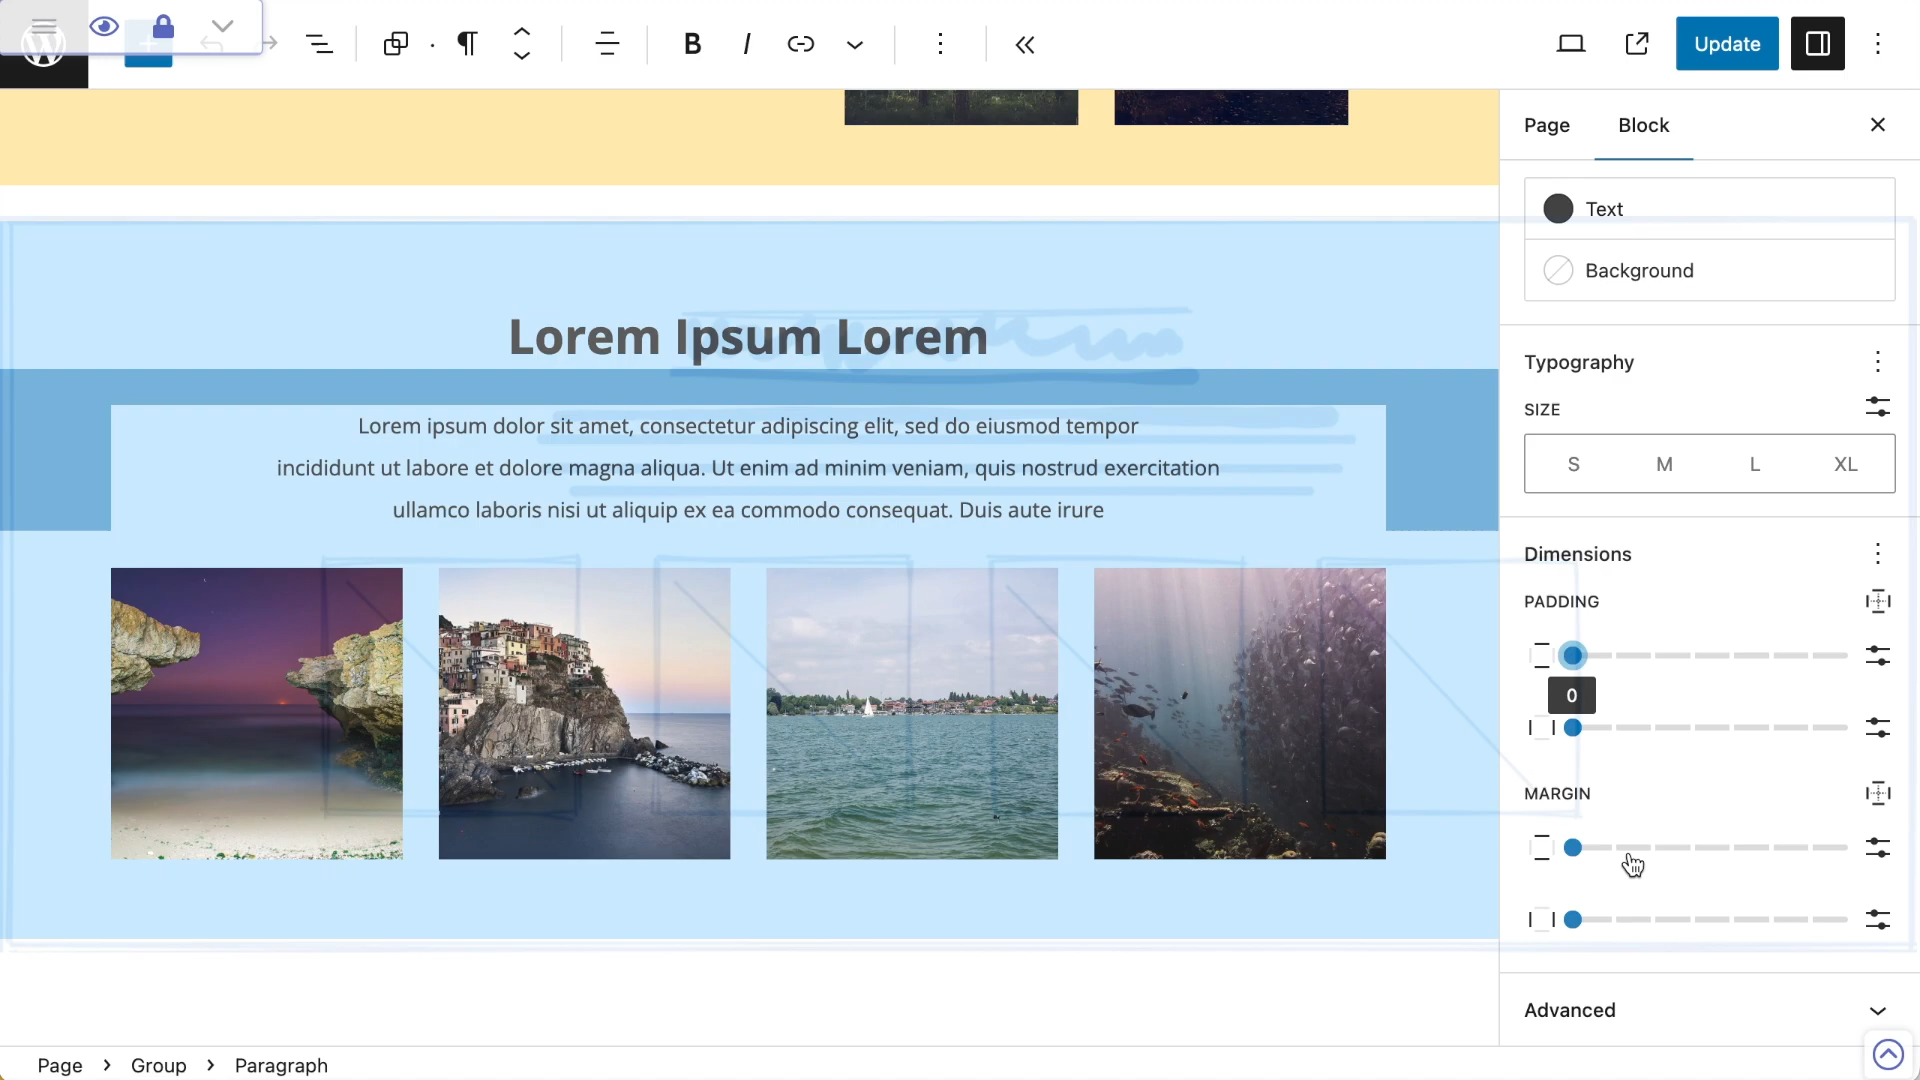 B I Update
Page Block
Text
Background
Typography
SIZE
S M L XL
Dimensions
PADDING
0
MARGIN
Advanced
Lorem Ipsum Lorem
Lorem ipsum dolor sit amet, consectetur adipiscing elit, sed do eiusmod tempor
incididunt ut labore et dolore magna aliqua. Ut enim ad minim veniam, quis nostrud exercitation
ullamco laboris nisi ut aliquip ex ea commodo consequat. Duis aute irure
Page > Group > Paragraph